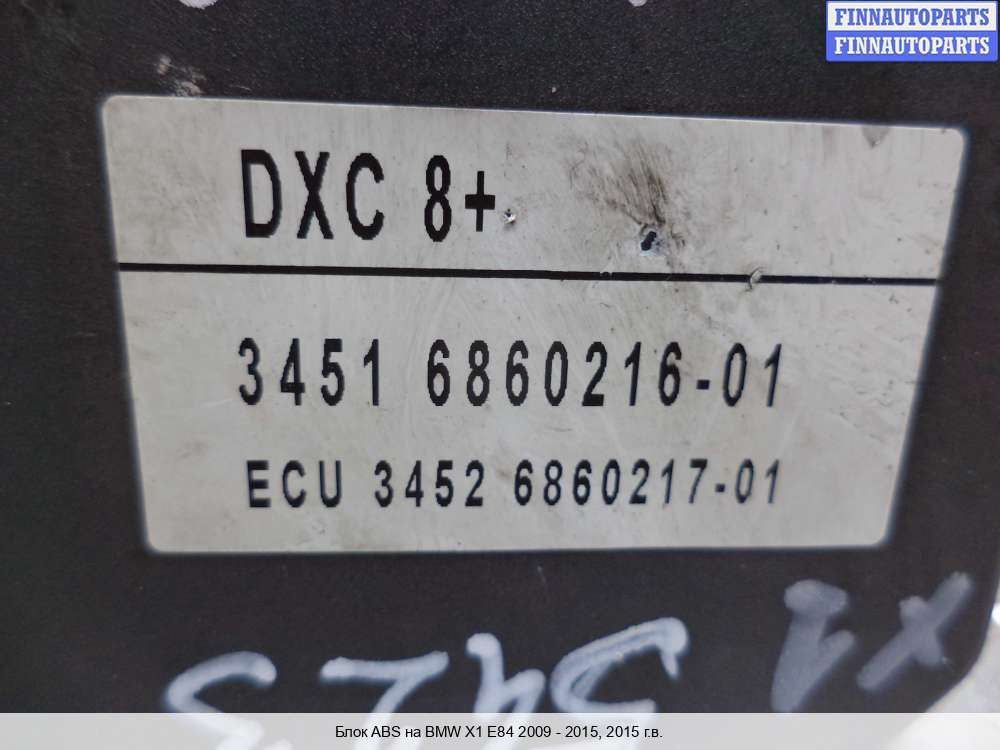 FINNAUTOPARTS
FINNAUTOPARTS
DXC 8+
3451 6860216-01
ECU 3452 6860217-01
X1
Блок ABS на BMW X1 E84 2009 - 2015, 2015 г.в.